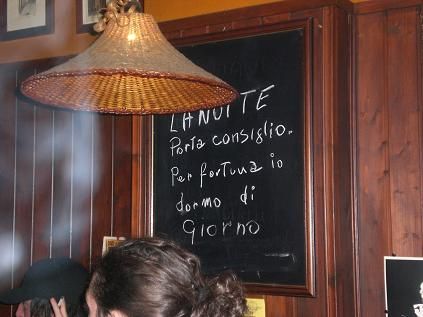 LA NOTTE
Porta consiglio.
Per fortuna io
dormo di
Giorno